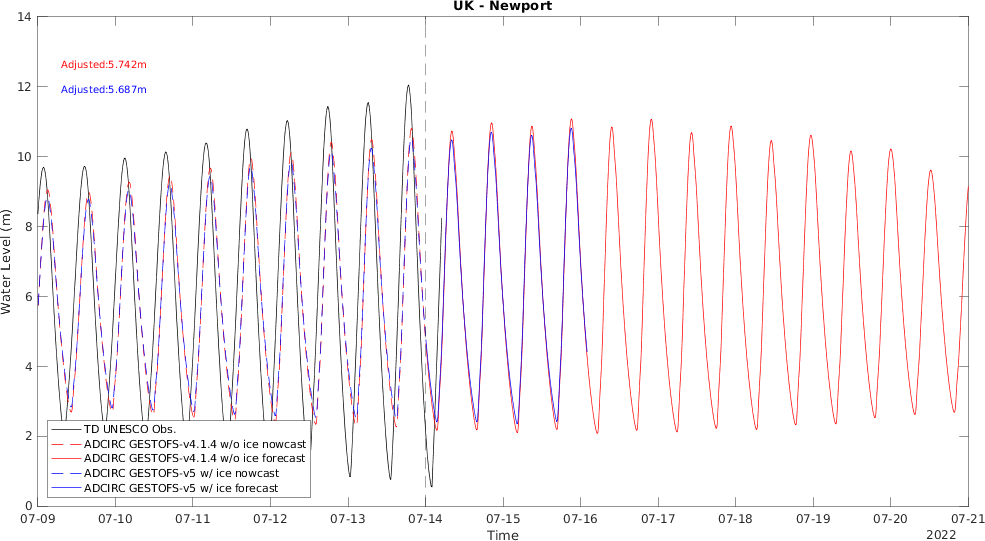 UK - Newport
14
12
10
8
6
4
2
0
Water Level (m)
Adjusted:5.742m
Adjusted:5.687m
TD UNESCO Obs.
ADCIRC GESTOFS-v4.1.4 w/o ice nowcast
ADCIRC GESTOFS-v4.1.4 w/o ice forecast
ADCIRC GESTOFS-v5 w/ ice nowcast
ADCIRC GESTOFS-v5 w/ ice forecast
07-09 07-10 07-11 07-12 07-13 07-14 07-15 07-16 07-17 07-18 07-19 07-20 07-21
Time
2022